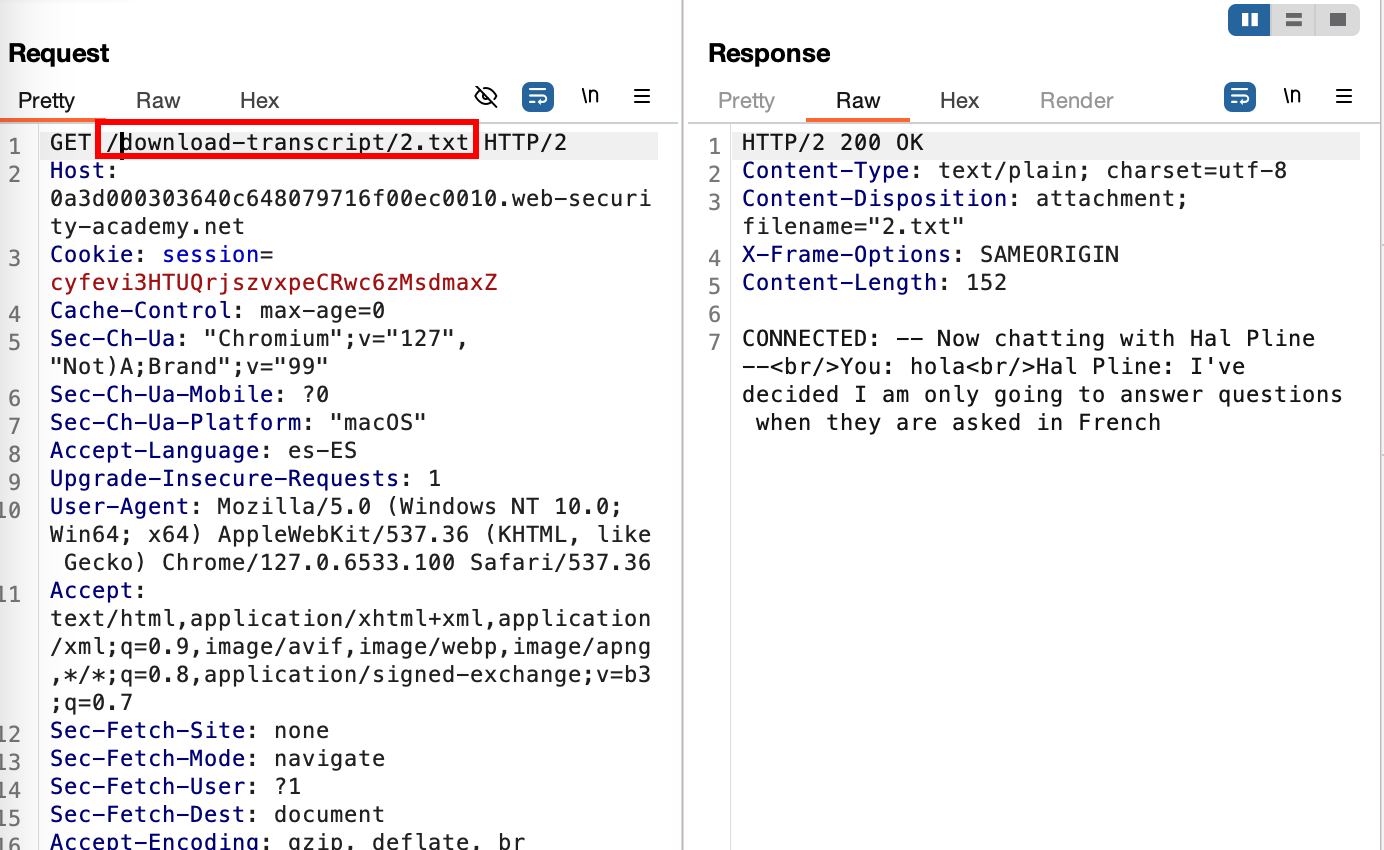 Request
Pretty Raw Hex \n
1 GET /download-transcript/2.txt HTTP/2
2 Host:
0a3d000303640c648079716f00ec0010.web-securi
ty-academy.net
3 Cookie: session=
cyfevi3HTUQrjszvxpeCRwc6zMsdmaxZ
4 Cache-Control: max-age=0
5 Sec-Ch-Ua: "Chromium";v="127",
"Not)A;Brand";v="99"
6 Sec-Ch-Ua-Mobile: ?0
7 Sec-Ch-Ua-Platform: "macOS"
8 Accept-Language: es-ES
9 Upgrade-Insecure-Requests: 1
10 User-Agent: Mozilla/5.0 (Windows NT 10.0;
Win64; x64) AppleWebKit/537.36 (KHTML, like
Gecko) Chrome/127.0.6533.100 Safari/537.36
11 Accept:
text/html,application/xhtml+xml,application
/xml;q=0.9,image/avif,image/webp,image/apng
,*/*;q=0.8,application/signed-exchange;v=b3
;q=0.7
12 Sec-Fetch-Site: none
13 Sec-Fetch-Mode: navigate
14 Sec-Fetch-User: ?1
15 Sec-Fetch-Dest: document
16 Accept-Encoding: gzip, deflate, br
Response
Pretty Raw Hex Render \n
1 HTTP/2 200 OK
2 Content-Type: text/plain; charset=utf-8
3 Content-Disposition: attachment;
filename="2.txt"
4 X-Frame-Options: SAMEORIGIN
5 Content-Length: 152
6
7 CONNECTED: -- Now chatting with Hal Pline
--<br/>You: hola<br/>Hal Pline: I've
decided I am only going to answer questions
when they are asked in French